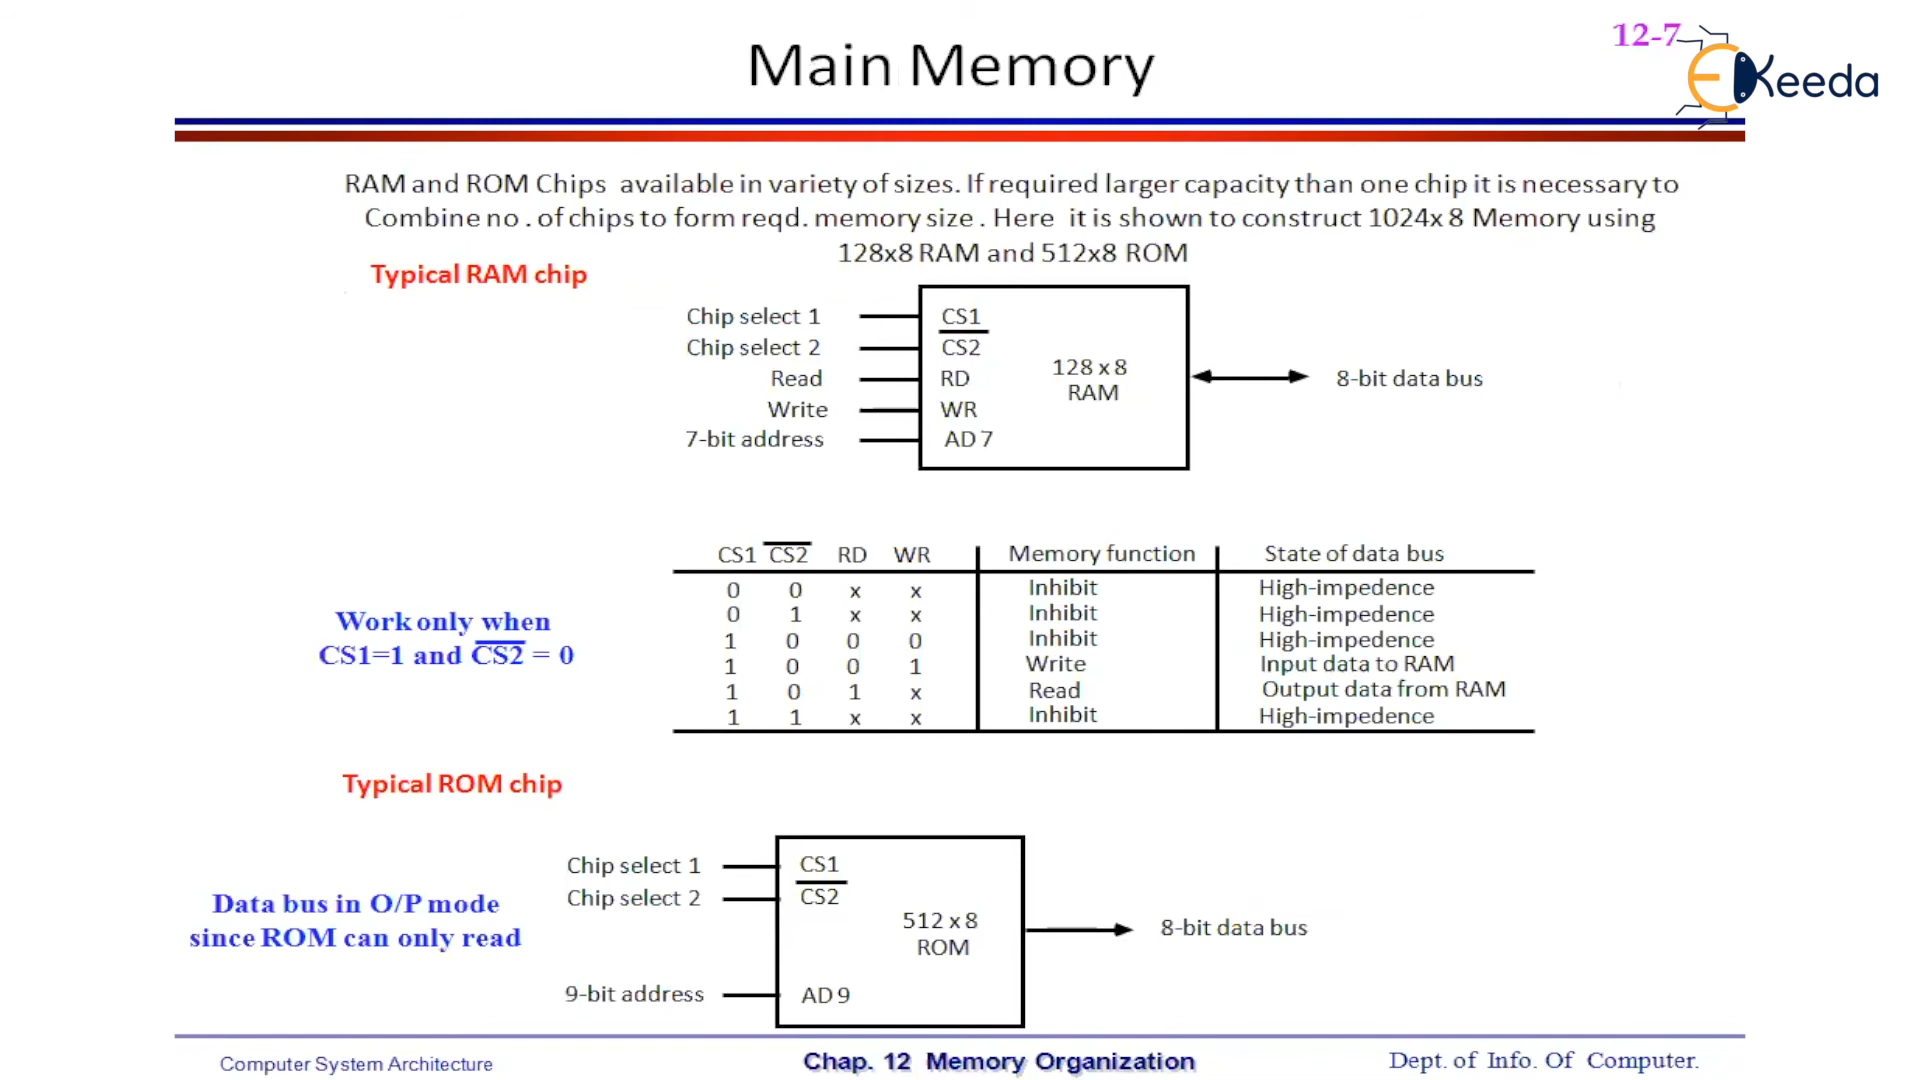 12-7
Main Memory
Keeda
RAM and ROM Chips available in variety of sizes. If required larger capacity than one chip it is necessary to
Combine no . of chips to form reqd. memory size . Here it is shown to construct 1024x 8 Memory using
128x8 RAM and 512x8 ROM
Typical RAM chip
Chip select 1 CS1
Chip select 2 C̅S̅2̅
Read RD
Write WR
7-bit address AD 7
128 x 8
RAM
8-bit data bus
CS1 C̅S̅2̅ RD WR Memory function State of data bus
0 0 x x Inhibit High-impedence
0 1 x x Inhibit High-impedence
1 0 0 0 Inhibit High-impedence
1 0 0 1 Write Input data to RAM
1 0 1 x Read Output data from RAM
1 1 x x Inhibit High-impedence
Work only when
CS1=1 and C̅S̅2̅ = 0
Typical ROM chip
Chip select 1 CS1
Chip select 2 C̅S̅2̅
512 x 8
ROM
8-bit data bus
Data bus in O/P mode
since ROM can only read
9-bit address AD 9
Computer System Architecture
Chap. 12 Memory Organization
Dept. of Info. Of Computer.